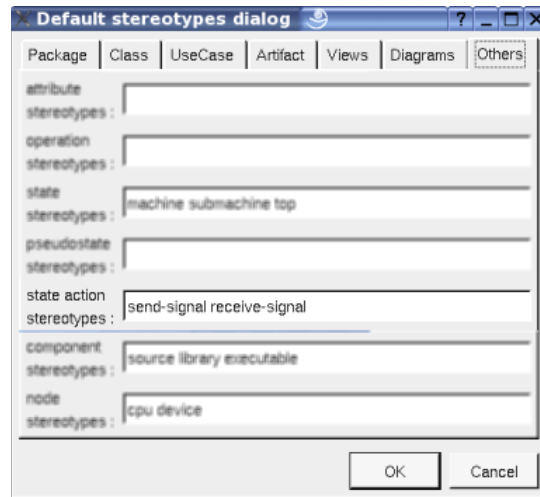 Default stereotypes dialog
Package Class UseCase Artifact Views Diagrams Others
attribute
stereotypes :
operation
stereotypes :
state
stereotypes : machine submachine top
pseudostate
stereotypes :
state action
stereotypes : send-signal receive-signal
component
stereotypes : source library executable
node
stereotypes : cpu device
OK Cancel